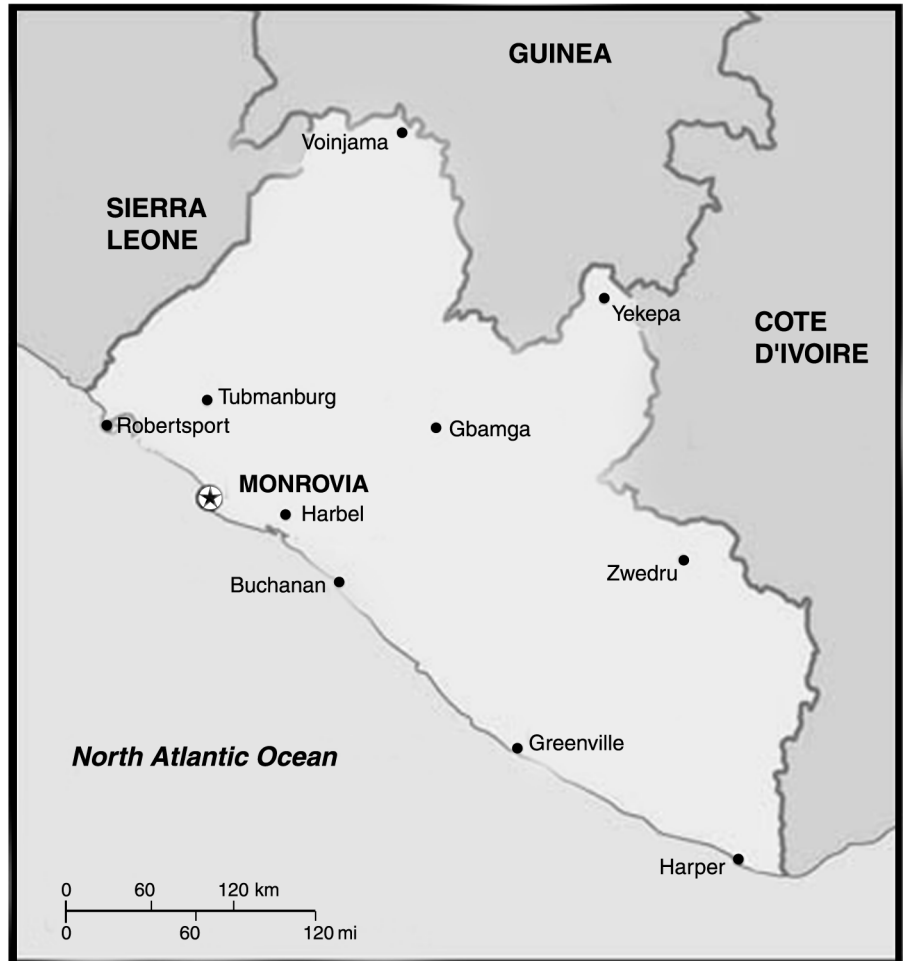 GUINEA
Voinjama
SIERRA
LEONE
Yekepa
COTE
D'IVOIRE
Tubmanburg
Robertsport
Gbamga
MONROVIA
Harbel
Zwedru
Buchanan
Greenville
North Atlantic Ocean
Harper
0 60 120 km
0 60 120 mi